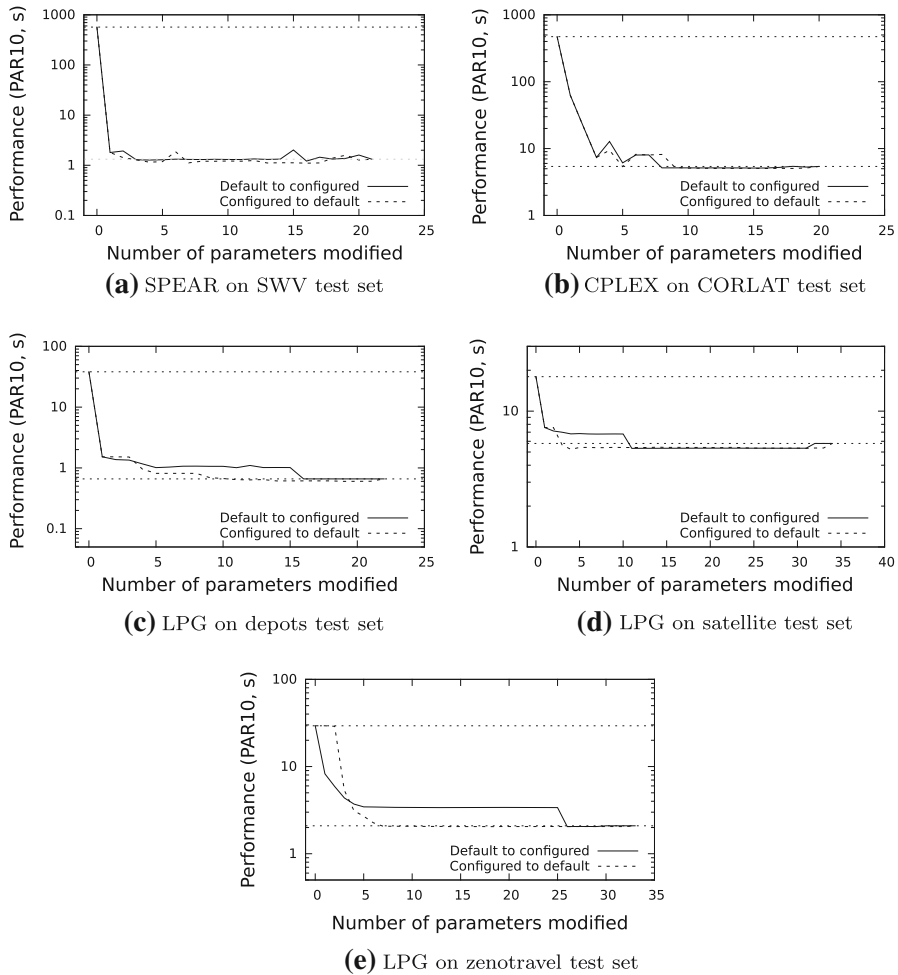 Performance (PAR10, s)
1000
100
10
1
0.1
Default to configured
Configured to default
0 5 10 15 20 25
Number of parameters modified
(a) SPEAR on SWV test set
Performance (PAR10, s)
1000
100
10
1
Default to configured
Configured to default
0 5 10 15 20 25
Number of parameters modified
(b) CPLEX on CORLAT test set
Performance (PAR10, s)
100
10
1
0.1
Default to configured
Configured to default
0 5 10 15 20 25
Number of parameters modified
(c) LPG on depots test set
Performance (PAR10, s)
10
1
Default to configured
Configured to default
0 5 10 15 20 25 30 35 40
Number of parameters modified
(d) LPG on satellite test set
Performance (PAR10, s)
100
10
1
Default to configured
Configured to default
0 5 10 15 20 25 30 35
Number of parameters modified
(e) LPG on zenotravel test set